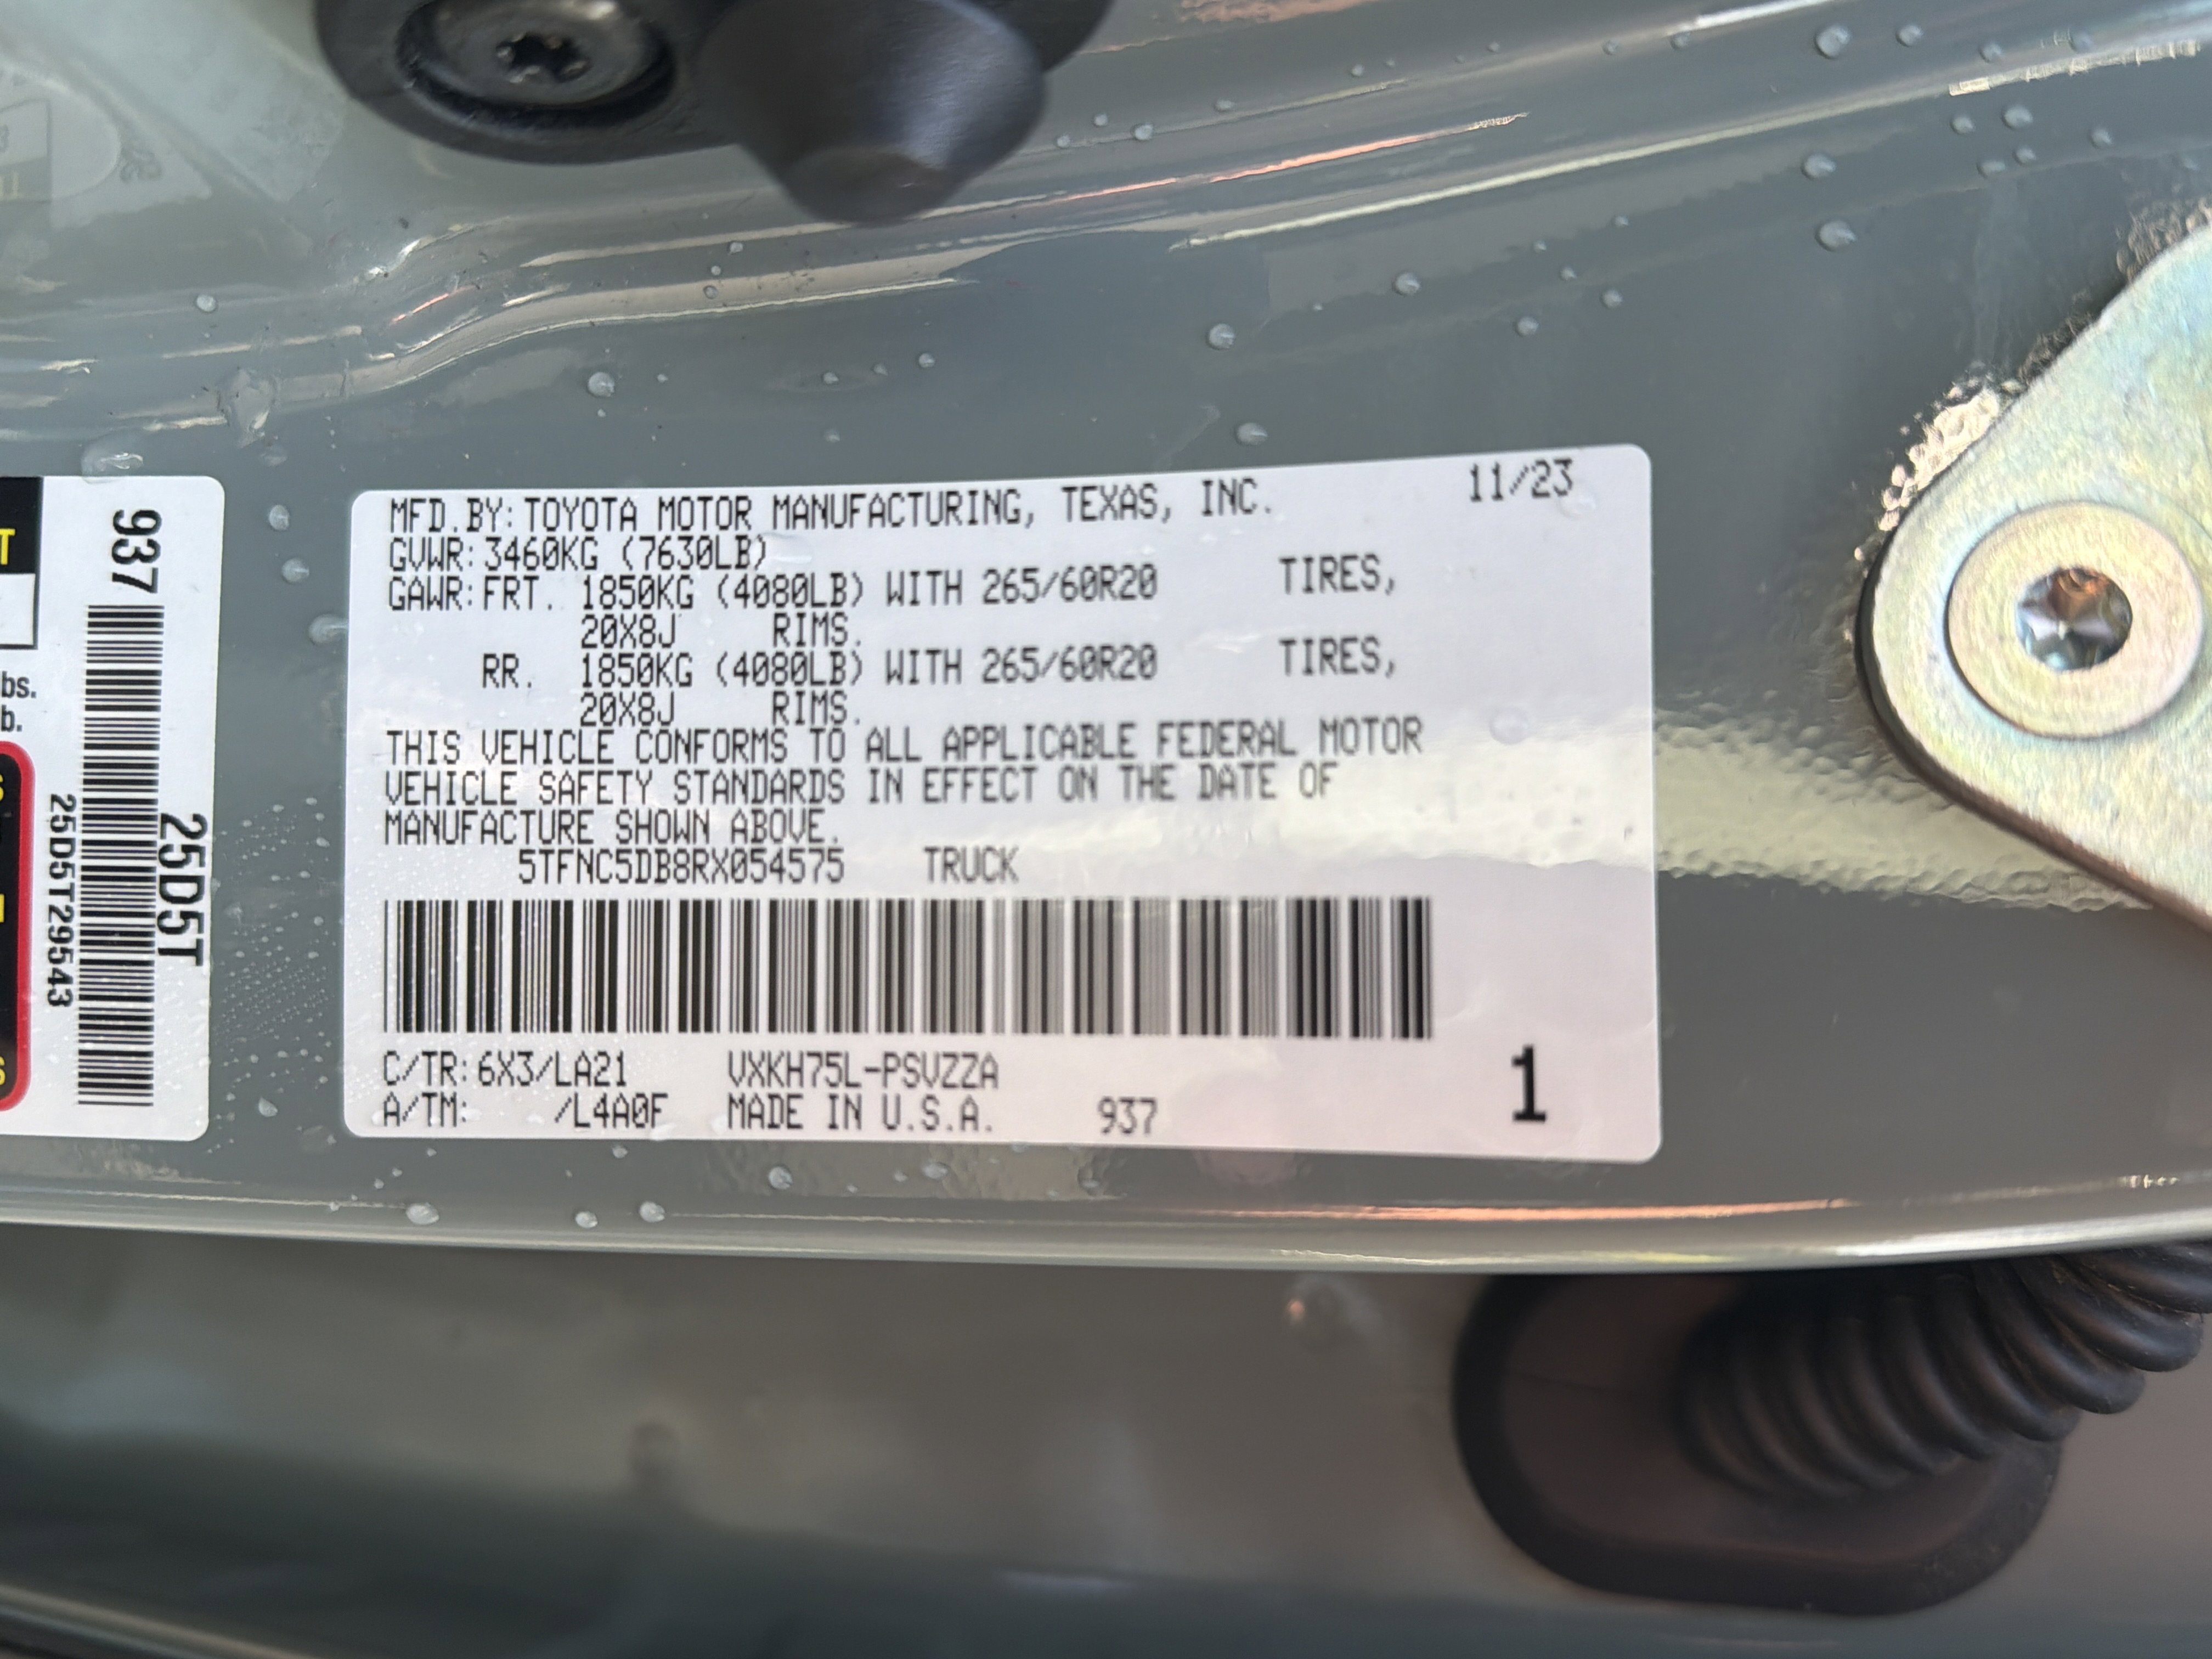 MFD.BY: TOYOTA MOTOR MANUFACTURING, TEXAS, INC. 11/23
GVWR: 3460KG (7630LB)
GAWR: FRT. 1850KG (4080LB) WITH 265/60R20 TIRES,
20X8J RIMS.
RR. 1850KG (4080LB) WITH 265/60R20 TIRES,
20X8J RIMS.
THIS VEHICLE CONFORMS TO ALL APPLICABLE FEDERAL MOTOR
VEHICLE SAFETY STANDARDS IN EFFECT ON THE DATE OF
MANUFACTURE SHOWN ABOVE.
5TFNC5DB8RX054575 TRUCK
C/TR: 6X3/LA21 VXKH75L-PSVZZA
A/TM: /L4A0F MADE IN U.S.A. 937
1
937
25D5T
25D5T29543
bs.
b.